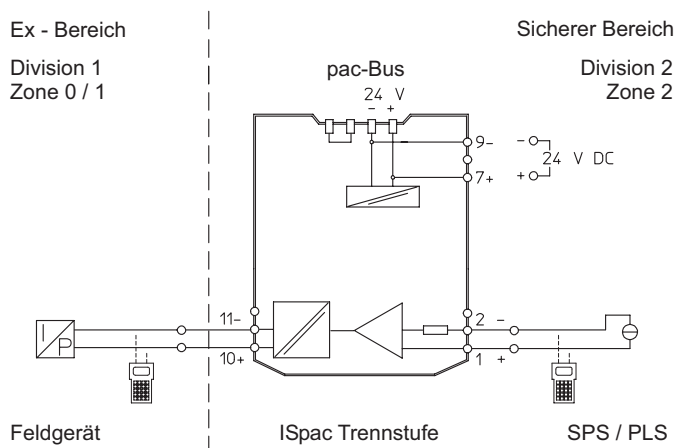 Ex - Bereich
Sicherer Bereich
Division 1
Zone 0 / 1
pac-Bus
Division 2
Zone 2
24 V
- +
9-
- 
24 V DC
7+
+
11-
10+
2 -
1 +
I
P
Feldgerät
ISpac Trennstufe
SPS / PLS